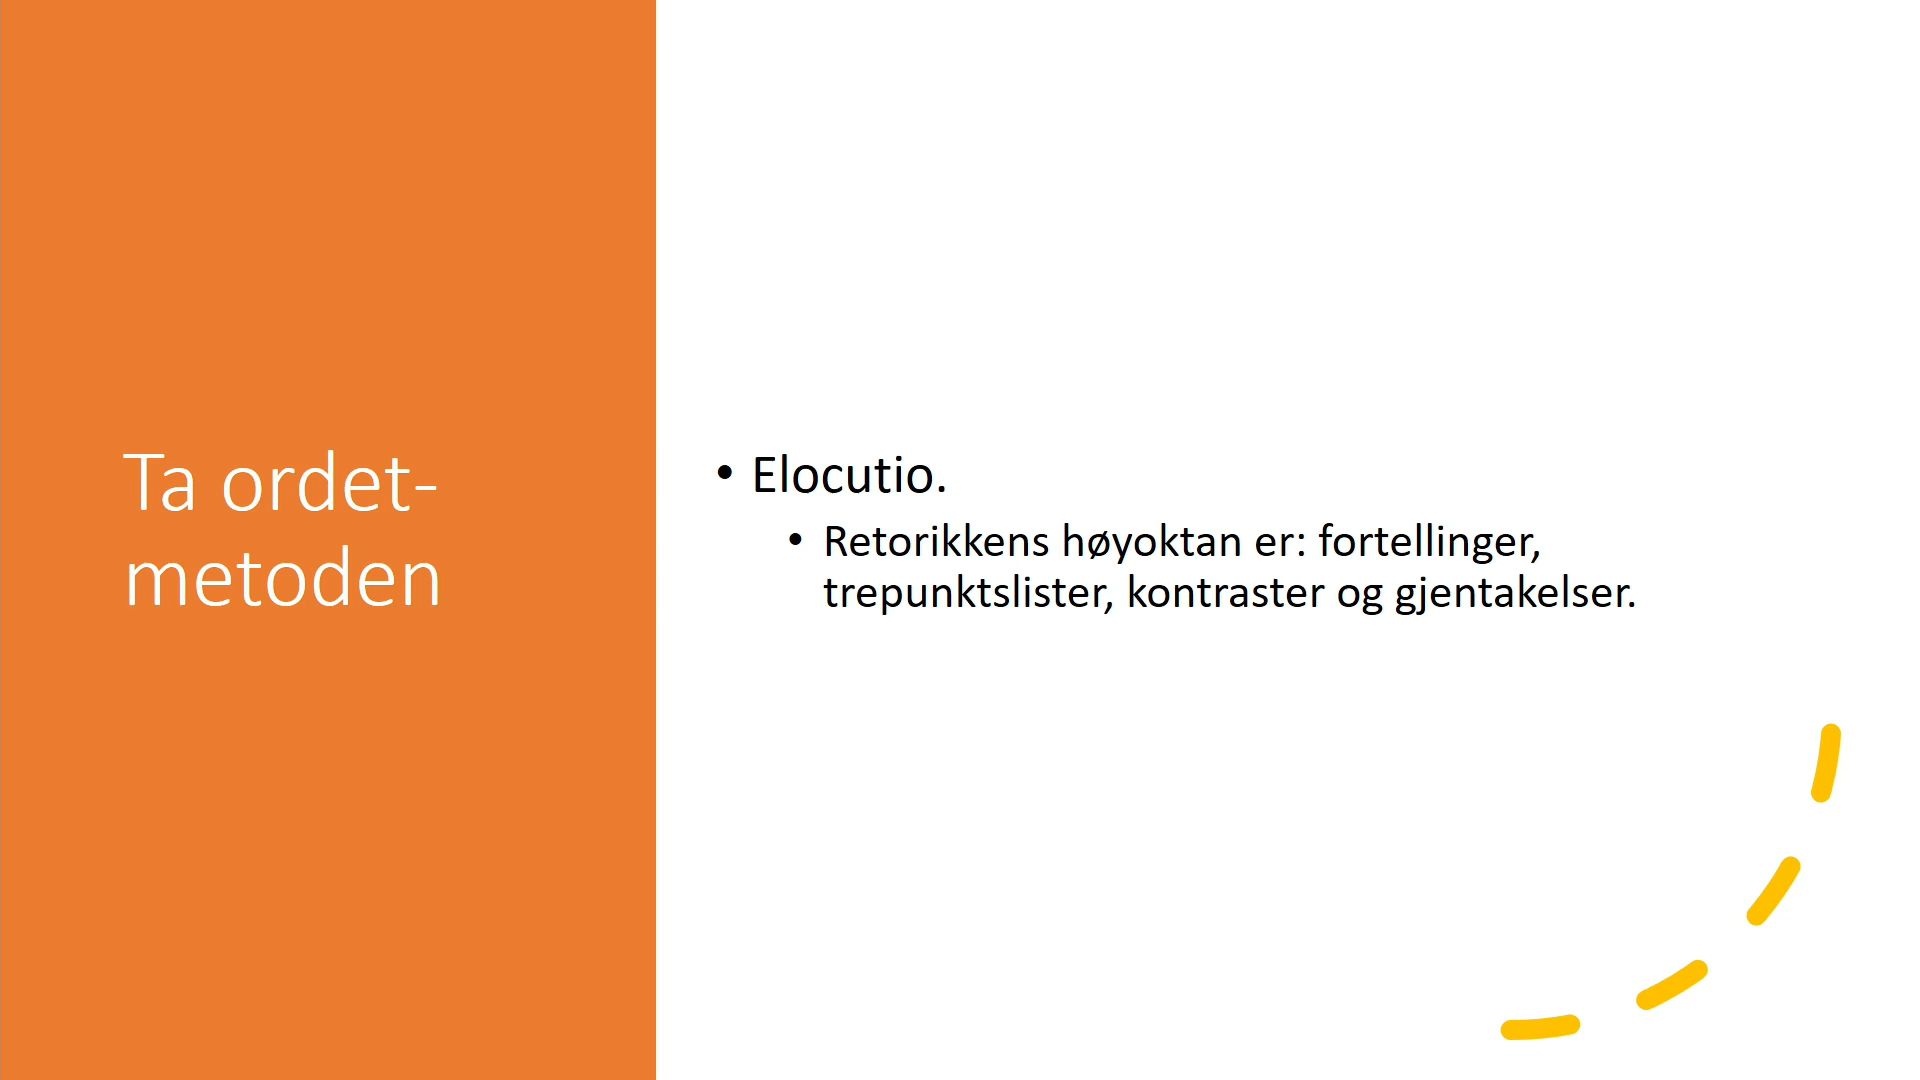 Ta ordet-
metoden
• Elocutio.
• Retorikkens høyoktan er: fortellinger,
trepunktslister, kontraster og gjentakelser.